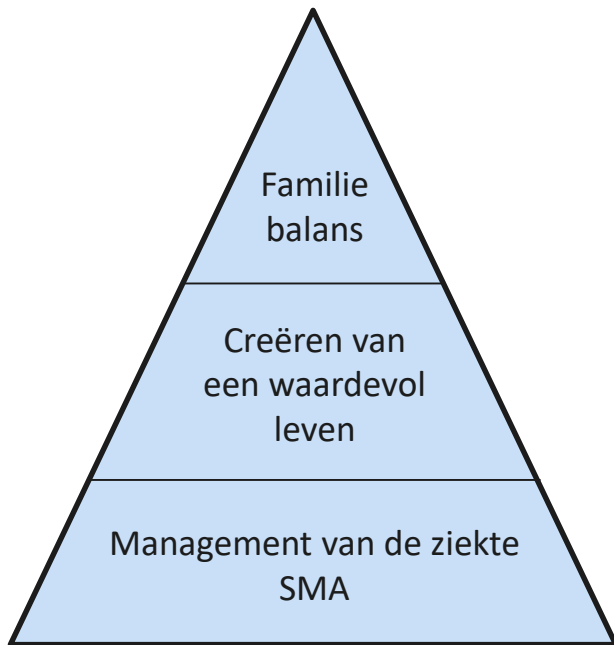 Familie
balans
Creëren van
een waardevol
leven
Management van de ziekte
SMA